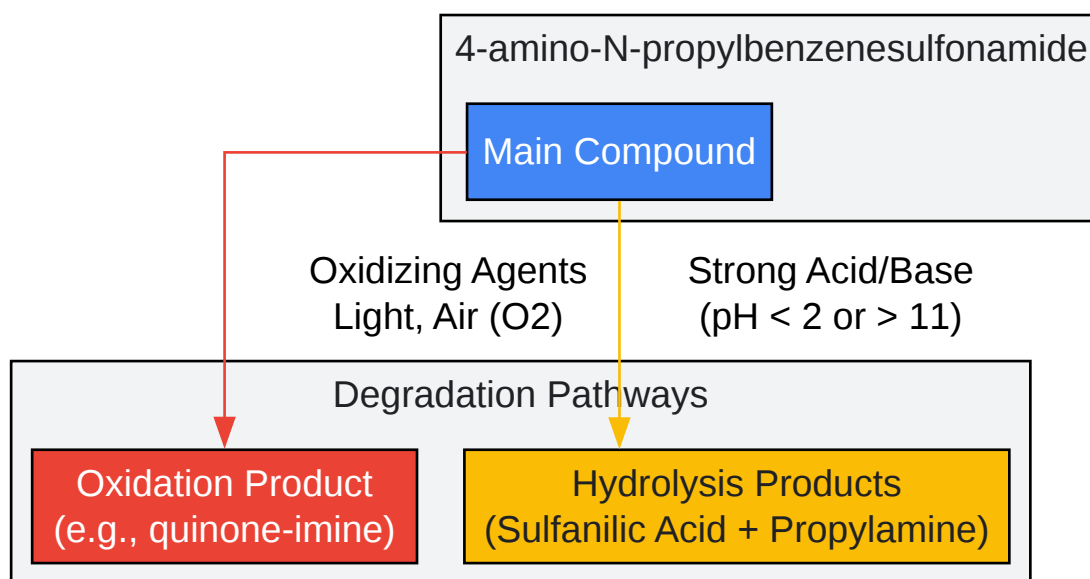 4-amino-N-propylbenzenesulfonamide
Main Compound
Oxidizing Agents
Light, Air (O2)
Strong Acid/Base
(pH < 2 or > 11)
Degradation Pathways
Oxidation Product
(e.g., quinone-imine)
Hydrolysis Products
(Sulfanilic Acid + Propylamine)